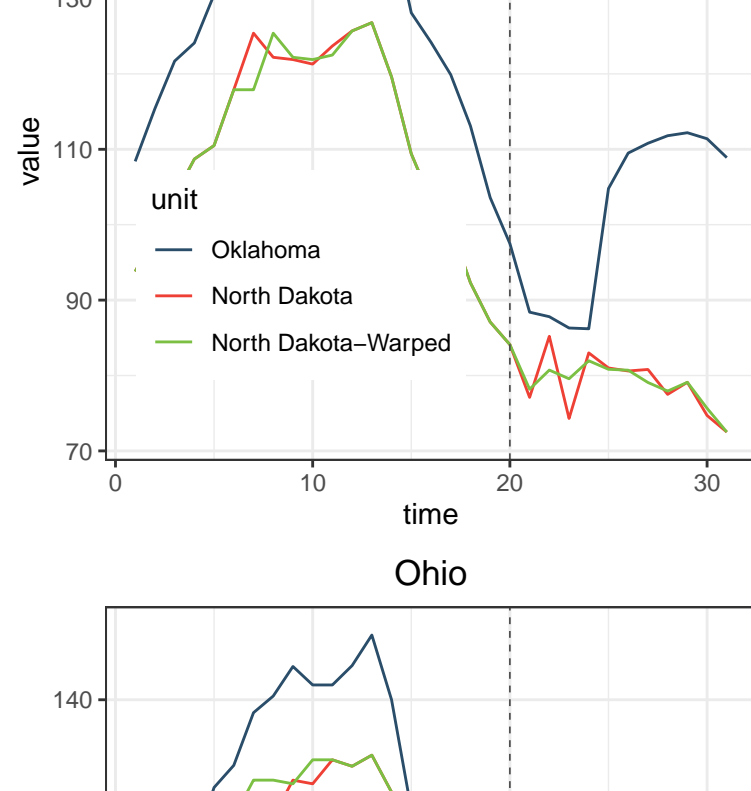 130
value
110
unit
Oklahoma
90
North Dakota
North Dakota−Warped
70
0 10 20 30
time
Ohio
140